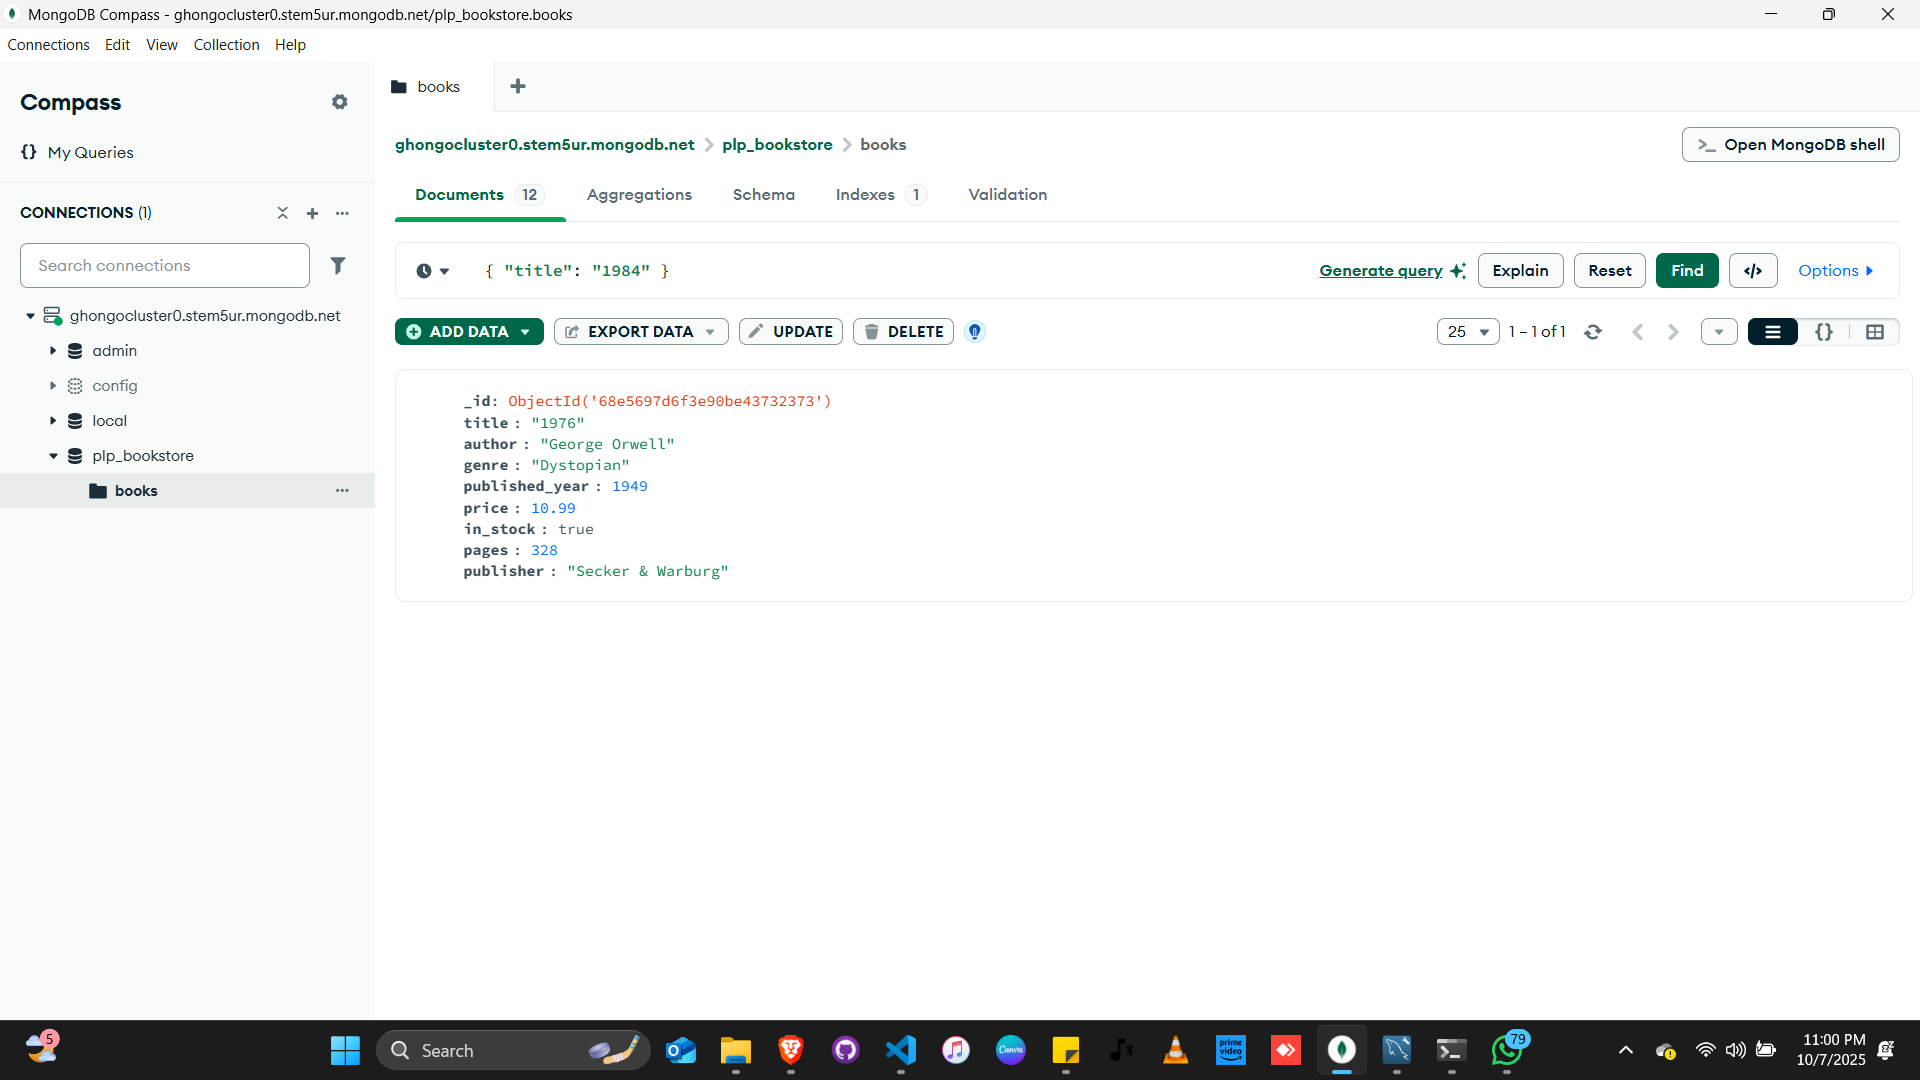 MongoDB Compass - ghongocluster0.stem5ur.mongodb.net/plp_bookstore.books
Connections Edit View Collection Help
Compass
{} My Queries
CONNECTIONS (1)
Search connections
ghongocluster0.stem5ur.mongodb.net
admin
config
local
plp_bookstore
books
books
ghongocluster0.stem5ur.mongodb.net > plp_bookstore > books
>_ Open MongoDB shell
Documents 12 Aggregations Schema Indexes 1 Validation
{ "title": "1984" }
Generate query Explain Reset Find </> Options
ADD DATA EXPORT DATA UPDATE DELETE
25 1 – 1 of 1 {}
_id: ObjectId('68e5697d6f3e90be43732373')
title : "1976"
author : "George Orwell"
genre : "Dystopian"
published_year : 1949
price : 10.99
in_stock : true
pages : 328
publisher : "Secker & Warburg"
5
Search
Canva
prime video
79
11:00 PM
10/7/2025